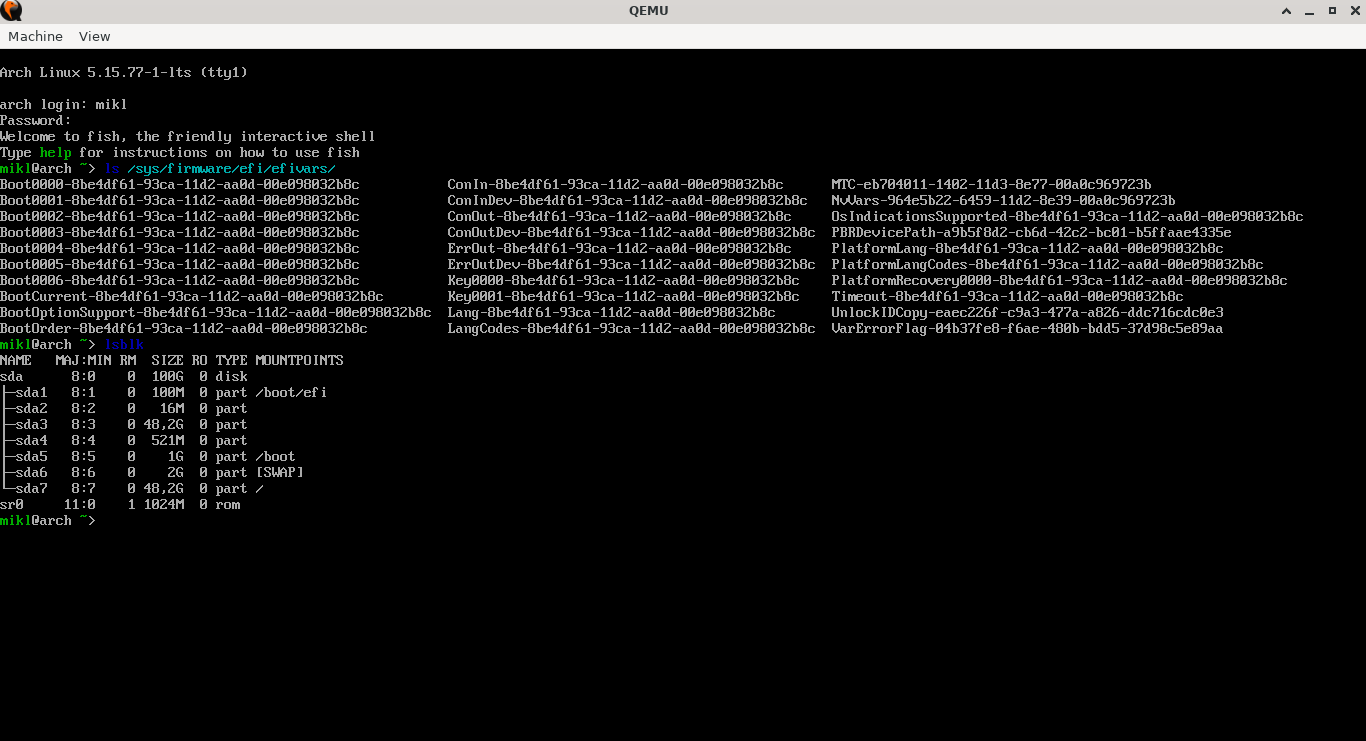 QEMU
Machine View
Arch Linux 5.15.77-1-lts (tty1)
arch login: mikl
Password:
Welcome to fish, the friendly interactive shell
Type help for instructions on how to use fish
mikl@arch ~> ls /sys/firmware/efi/efivars/
Boot0000-8be4df61-93ca-11d2-aa0d-00e098032b8c ConIn-8be4df61-93ca-11d2-aa0d-00e098032b8c MTC-eb704011-1402-11d3-8e77-00a0c969723b
Boot0001-8be4df61-93ca-11d2-aa0d-00e098032b8c ConInDev-8be4df61-93ca-11d2-aa0d-00e098032b8c NvVars-964e5b22-6459-11d2-8e39-00a0c969723b
Boot0002-8be4df61-93ca-11d2-aa0d-00e098032b8c ConOut-8be4df61-93ca-11d2-aa0d-00e098032b8c OsIndicationsSupported-8be4df61-93ca-11d2-aa0d-00e098032b8c
Boot0003-8be4df61-93ca-11d2-aa0d-00e098032b8c ConOutDev-8be4df61-93ca-11d2-aa0d-00e098032b8c PBRDevicePath-a9b5f8d2-cb6d-42c2-bc01-b5ffaae4335e
Boot0004-8be4df61-93ca-11d2-aa0d-00e098032b8c ErrOut-8be4df61-93ca-11d2-aa0d-00e098032b8c PlatformLang-8be4df61-93ca-11d2-aa0d-00e098032b8c
Boot0005-8be4df61-93ca-11d2-aa0d-00e098032b8c ErrOutDev-8be4df61-93ca-11d2-aa0d-00e098032b8c PlatformLangCodes-8be4df61-93ca-11d2-aa0d-00e098032b8c
Boot0006-8be4df61-93ca-11d2-aa0d-00e098032b8c Key0000-8be4df61-93ca-11d2-aa0d-00e098032b8c PlatformRecovery0000-8be4df61-93ca-11d2-aa0d-00e098032b8c
BootCurrent-8be4df61-93ca-11d2-aa0d-00e098032b8c Key0001-8be4df61-93ca-11d2-aa0d-00e098032b8c Timeout-8be4df61-93ca-11d2-aa0d-00e098032b8c
BootOptionSupport-8be4df61-93ca-11d2-aa0d-00e098032b8c Lang-8be4df61-93ca-11d2-aa0d-00e098032b8c UnlockIDCopy-eaec226f-c9a3-477a-a826-ddc716cdc0e3
BootOrder-8be4df61-93ca-11d2-aa0d-00e098032b8c LangCodes-8be4df61-93ca-11d2-aa0d-00e098032b8c VarErrorFlag-04b37fe8-f6ae-480b-bdd5-37d98c5e89aa
mikl@arch ~> lsblk
NAME MAJ:MIN RM SIZE RO TYPE MOUNTPOINTS
sda 8:0 0 100G 0 disk
├─sda1 8:1 0 100M 0 part /boot/efi
├─sda2 8:2 0 16M 0 part
├─sda3 8:3 0 48,2G 0 part
├─sda4 8:4 0 521M 0 part
├─sda5 8:5 0 1G 0 part /boot
├─sda6 8:6 0 2G 0 part [SWAP]
└─sda7 8:7 0 48,2G 0 part /
sr0 11:0 1 1024M 0 rom
mikl@arch ~>